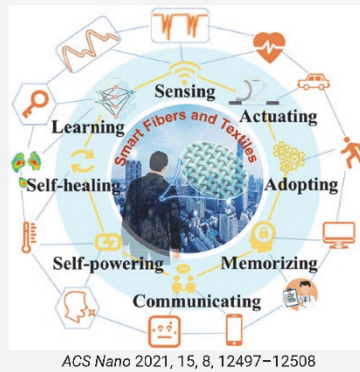 Sensing
Learning
Actuating
Smart Fibers and Textiles
Self-healing
Adopting
Self-powering
Memorizing
Communicating
ACS Nano 2021, 15, 8, 12497–12508